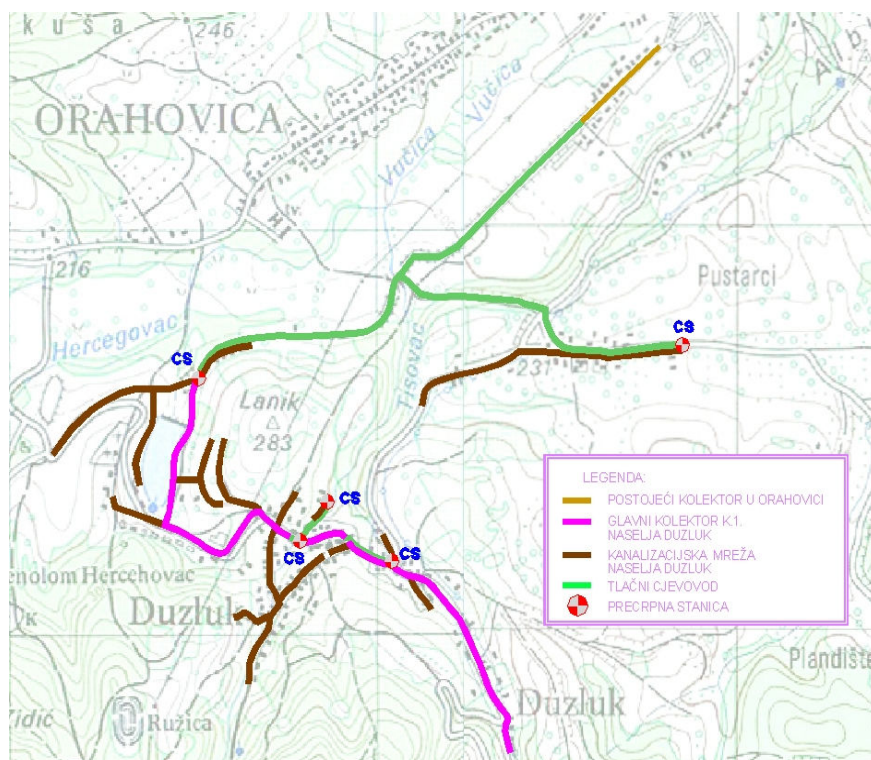 k u š a
246
ORAHOVICA
Vučica
Vučica
216
Pustarci
Hercegovac
CS
CS
Tisovac
231
Lanik
283
CS
CS
CS
LEGENDA:
POSTOJEĆI KOLEKTOR U ORAHOVICI
GLAVNI KOLEKTOR K.1.
NASELJA DUZLUK
KANALIZACIJSKA MREŽA
NASELJA DUZLUK
TLAČNI CJEVOVOD
PRECRPNA STANICA
enolom Hercehovac
K
Duzluk
Duzluk
Plandište
Zidić
Ružica